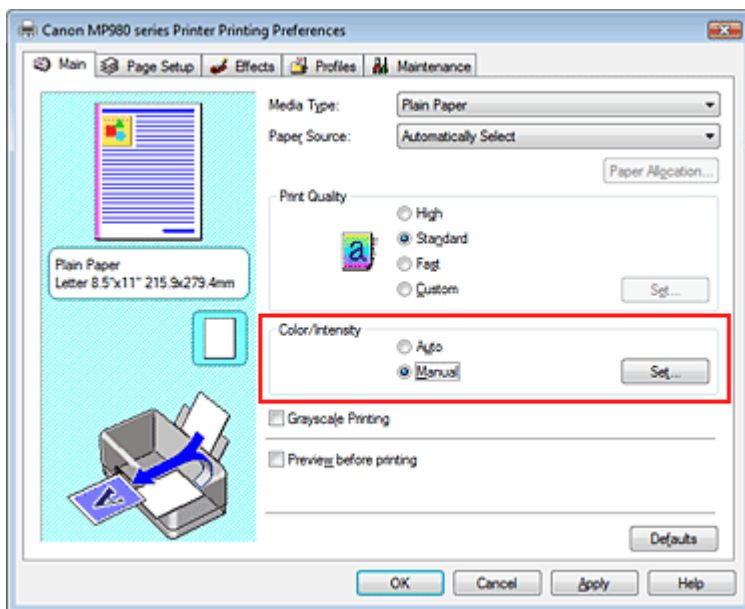 Canon MP980 series Printer Printing Preferences
Main Page Setup Effects Profiles Maintenance
Media Type: Plain Paper
Paper Source: Automatically Select
Paper Allocation...
Print Quality
High
a Standard
Fast
Custom Set...
Plain Paper
Letter 8.5"x11" 215.9x279.4mm
Color/Intensity
Auto
Manual Set...
Grayscale Printing
Preview before printing
A
Defaults
OK Cancel Apply Help